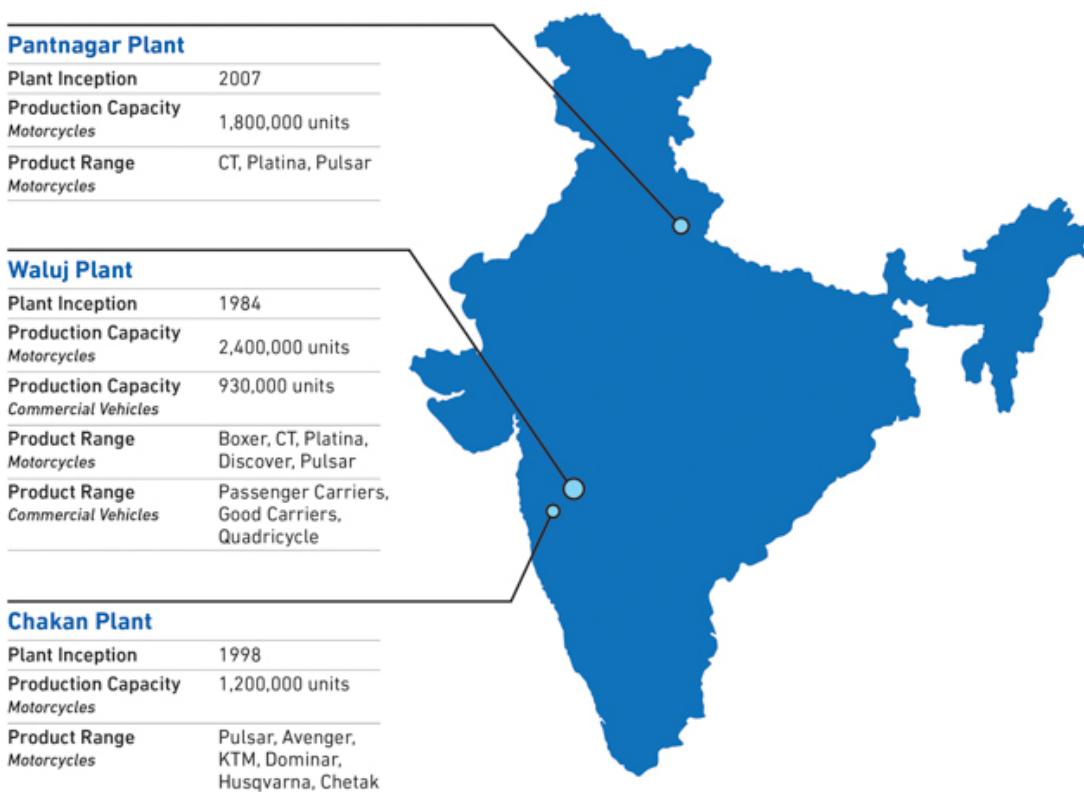 Pantnagar Plant
Plant Inception 2007
Production Capacity
Motorcycles 1,800,000 units
Product Range CT, Platina, Pulsar
Motorcycles
Waluj Plant
Plant Inception 1984
Production Capacity
Motorcycles 2,400,000 units
Production Capacity 930,000 units
Commercial Vehicles
Product Range Boxer, CT, Platina,
Motorcycles Discover, Pulsar
Product Range Passenger Carriers,
Commercial Vehicles Good Carriers,
Quadricycle
Chakan Plant
Plant Inception 1998
Production Capacity 1,200,000 units
Motorcycles
Product Range Pulsar, Avenger,
Motorcycles KTM, Dominar,
Husqvarna, Chetak